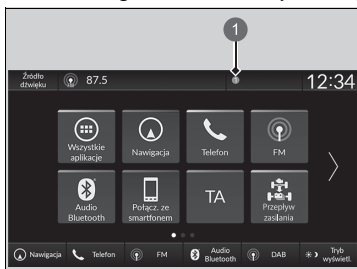 1
Źródło
dźwięku
87.5
12:34
Wszystkie
aplikacje
Nawigacja
Telefon
FM
Audio
Bluetooth
Połącz. ze
smartfonem
TA
Przepływ
zasilania
Nawigacja
Telefon
FM
Audio
Bluetooth
DAB
Tryb
wyświetl.